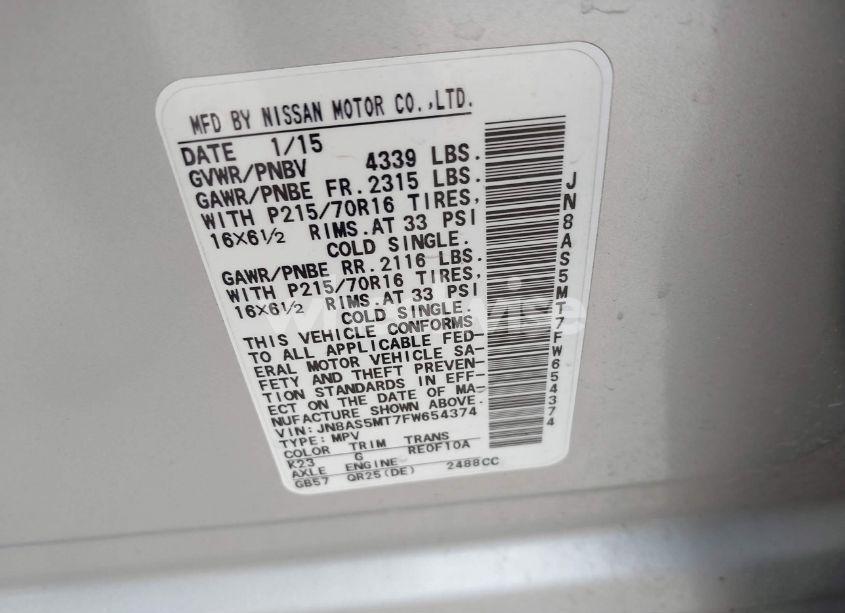 MFD BY NISSAN MOTOR CO.,LTD.
DATE 1/15
GVWR/PNBV 4339 LBS.
GAWR/PNBE FR. 2315 LBS.
WITH P215/70R16 TIRES,
16×6½ RIMS. AT 33 PSI
COLD SINGLE.
GAWR/PNBE RR. 2116 LBS.
WITH P215/70R16 TIRES,
16×6½ RIMS. AT 33 PSI
COLD SINGLE.
THIS VEHICLE CONFORMS
TO ALL APPLICABLE FED-
ERAL MOTOR VEHICLE SA-
FETY AND THEFT PREVEN-
TION STANDARDS IN EFF-
ECT ON THE DATE OF MA-
NUFACTURE SHOWN ABOVE.
VIN: JN8AS5MT7FW654374
TYPE: MPV
COLOR TRIM TRANS
K23 G RE0F10A
AXLE ENGINE
GB57 QR25(DE) 2488CC
JN8AS5MT7FW654374